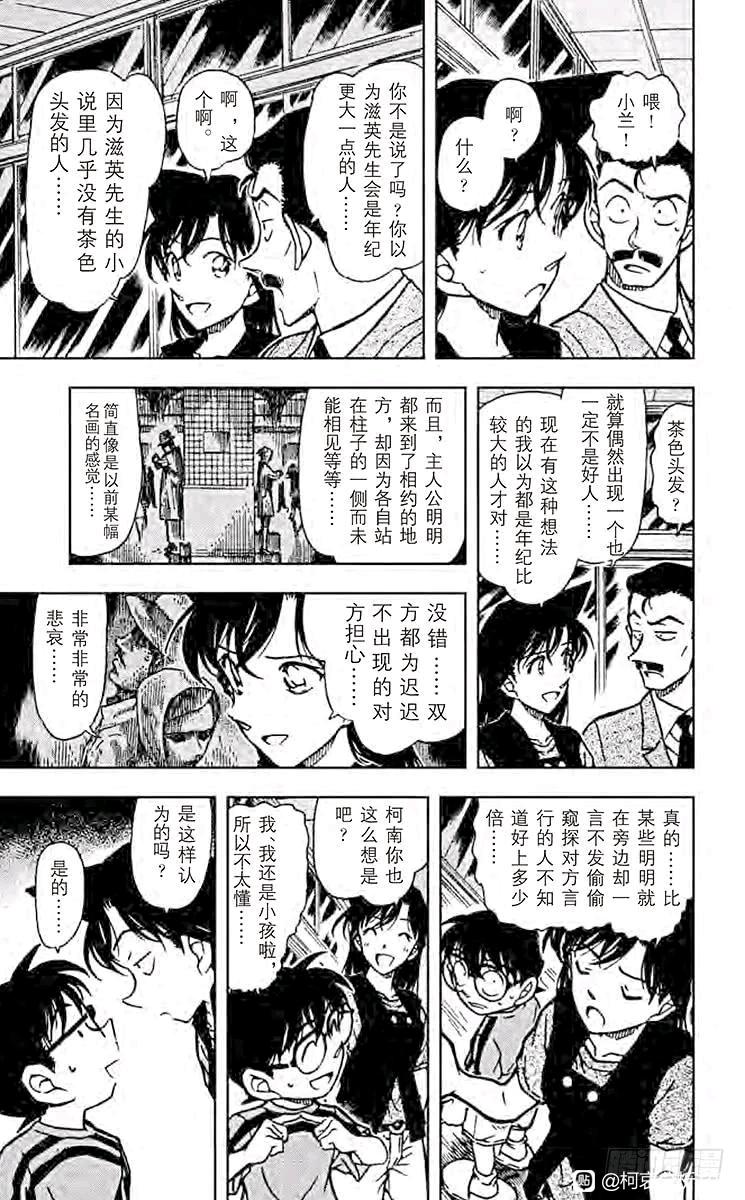 喂！
小兰！
啊？
什么？
你不是说了吗？你以
为滋英先生会是年纪
更大一点的人……
啊，这
个啊。
因为滋英先生的小
说里几乎没有茶色
头发的人……
茶色头发？
就算偶然出现一个也
一定不是好人……
现在有这种想法
的我以为都是年纪比
较大的人才对……
而且，主人公明明
都来到了相约的地
方，却因为各自站
在柱子的一侧而未
能相见等等……
简直像是以前某幅
名画的感觉……
没错……双
方都为迟迟
不出现的对
方担心……
非常非常的
悲哀……
真的……比
某些明明就
在旁边却一
言不发偷偷
窥探对方言
行的人不知
道好上多少
倍……
柯南你也
这么想是
吧？
我、我还是小孩啦，
所以不太懂……
是这样认
为的吗？
是的……